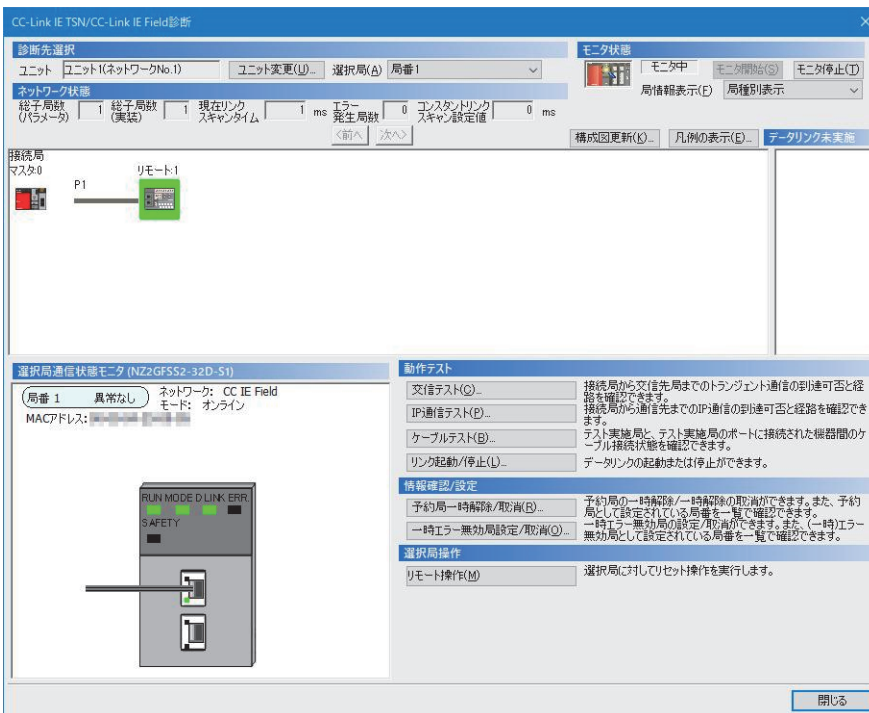 CC-Link IE TSN/CC-Link IE Field診断
診断先選択
ユニット ユニット1(ネットワークNo.1) ユニット変更(U)... 選択局(A) 局番1
ネットワーク状態
総子局数(パラメータ) 1 総子局数(実装) 1 現在リンクスキャンタイム 1 ms エラー発生局数 0 コンスタントリンクスキャン設定値 0 ms
<前へ 次へ>
モニタ状態
モニタ中 モニタ開始(S) モニタ停止(T)
局情報表示(F) 局種別表示
構成図更新(K)... 凡例の表示(E)... データリンク未実施
接続局
マスタ:0 リモート:1
P1
選択局通信状態モニタ (NZ2GFSS2-32D-S1)
局番 1 異常なし ネットワーク: CC IE Field
モード: オンライン
MACアドレス:
RUN MODE D LINK ERR.
SAFETY
動作テスト
交信テスト(C)... 接続局から交信先局までのトランジェント通信の到達可否と経
路を確認できます。
IP通信テスト(P)... 接続局から通信先までのIP通信の到達可否と経路を確認でき
ます。
ケーブルテスト(B)... テスト実施局と、テスト実施局のポートに接続された機器間のケ
ーブル接続状態を確認できます。
リンク起動/停止(L)... データリンクの起動または停止ができます。
情報確認/設定
予約局一時解除/取消(R)... 予約局の一時解除/一時解除の取消ができます。また、予約
局として設定されている局番を一覧で確認できます。
一時エラー無効局設定/取消(O)... 一時エラー無効局の設定/取消ができます。また、(一時)エラー
無効局として設定されている局番を一覧で確認できます。
選択局操作
リモート操作(M) 選択局に対してリセット操作を実行します。
閉じる